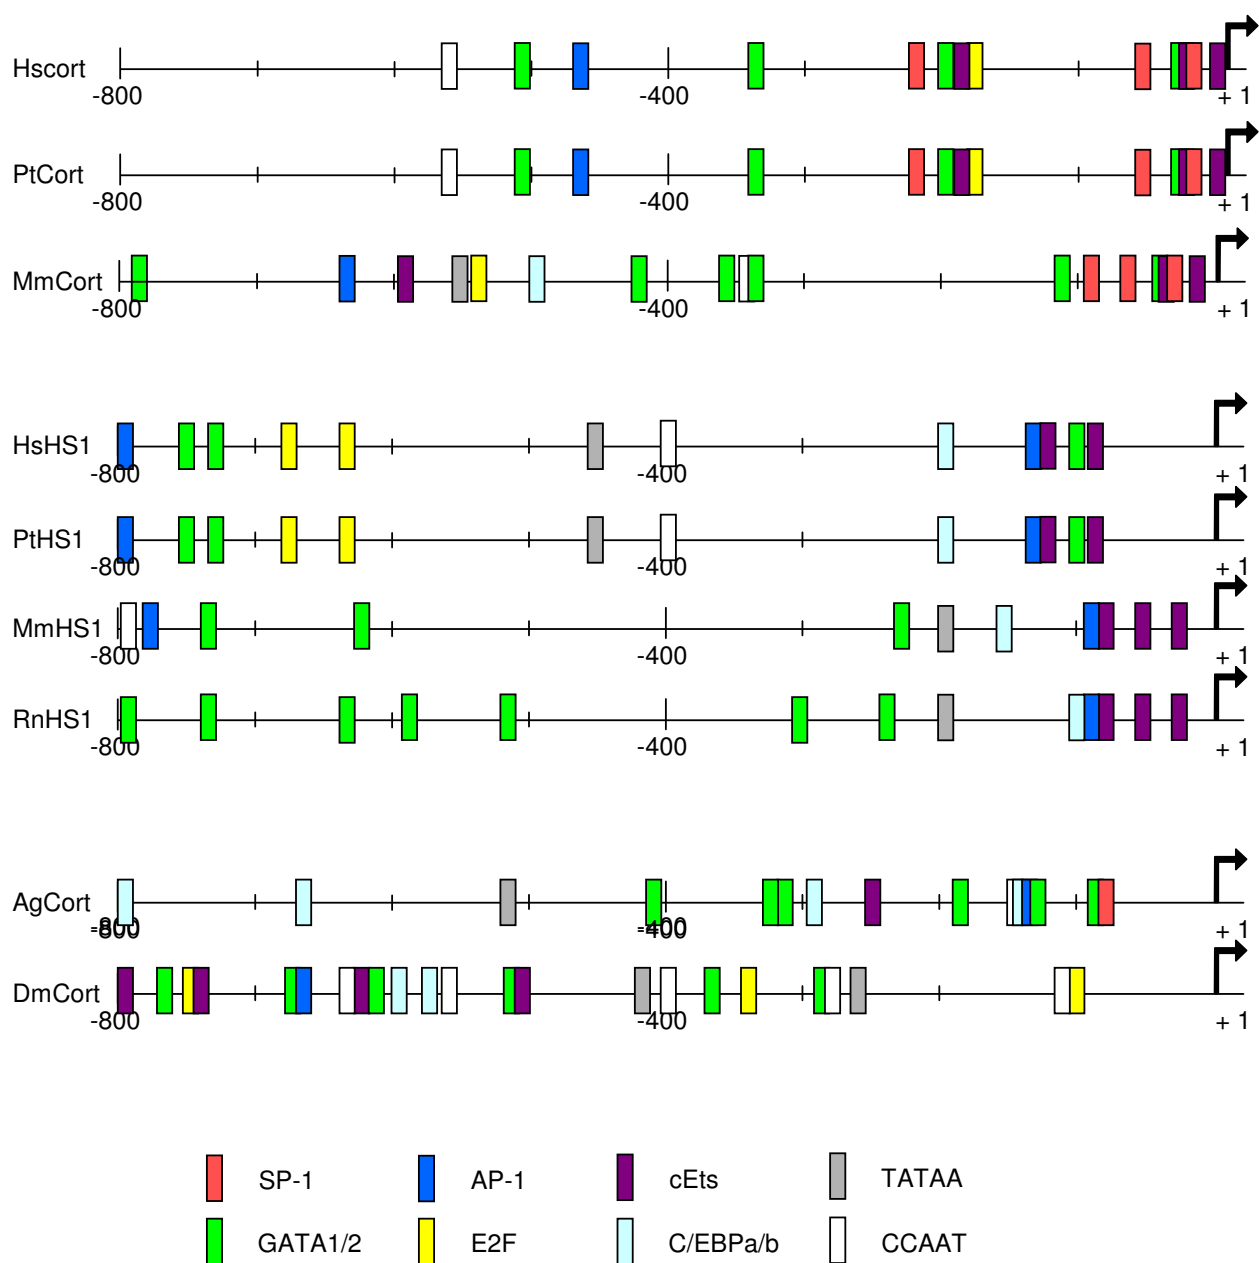 Hscort
-800 -400 + 1
PtCort
-800 -400 + 1
MmCort
-800 -400 + 1
HsHS1
-800 -400 + 1
PtHS1
-800 -400 + 1
MmHS1
-800 -400 + 1
RnHS1
-800 -400 + 1
AgCort
-800 -400 + 1
DmCort
-800 -400 + 1
SP-1 AP-1 cEts TATAA
GATA1/2 E2F C/EBPa/b CCAAT